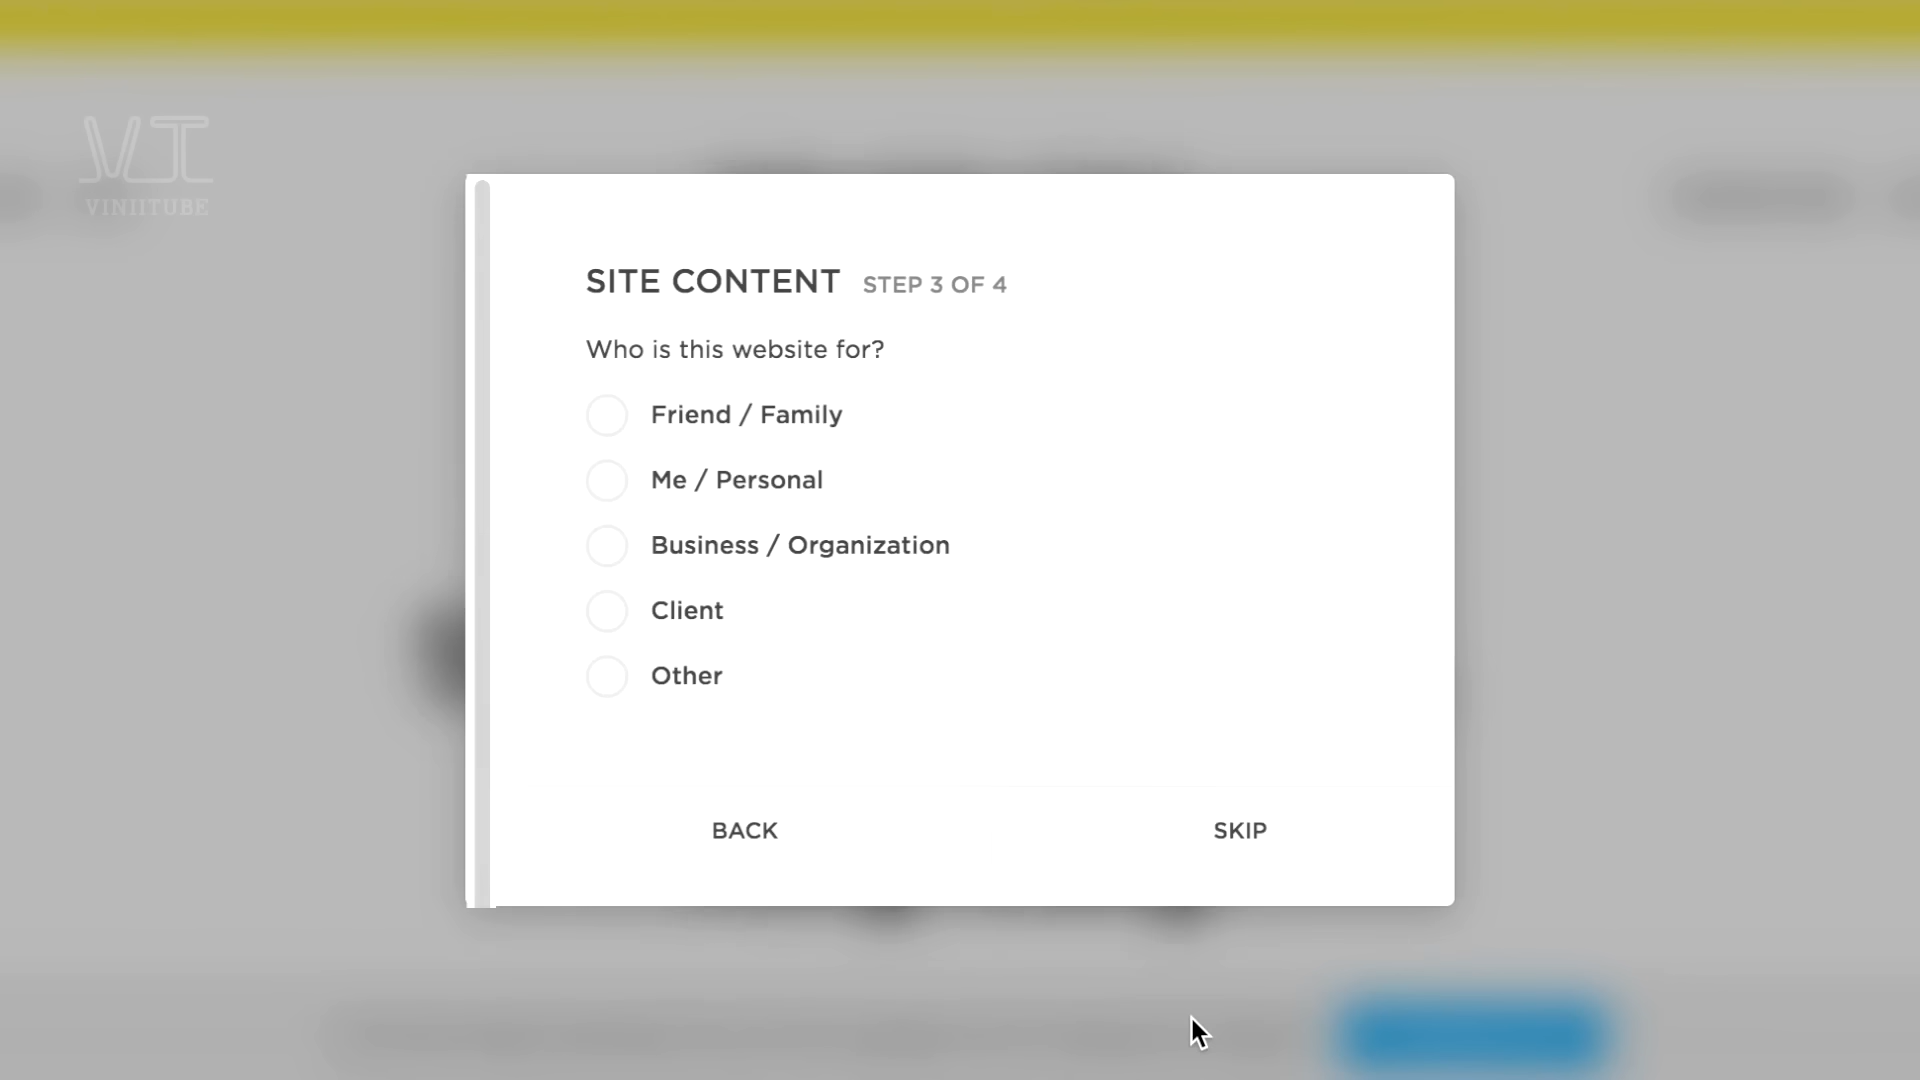 VT
VINIITUBE
SITE CONTENT STEP 3 OF 4
Who is this website for?
Friend / Family
Me / Personal
Business / Organization
Client
Other
BACK SKIP